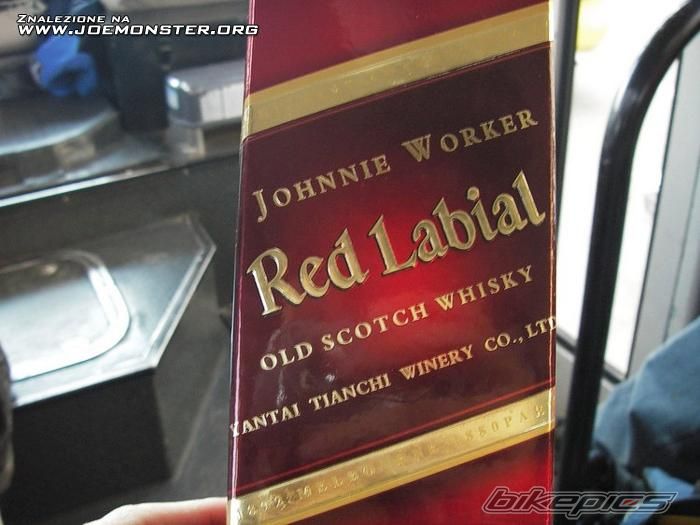 Znalezione na
www.JoeMonster.org
Johnnie Worker
Red Labial
OLD SCOTCH WHISKY
YANTAI TIANCHI WINERY CO., LTD
bikepics